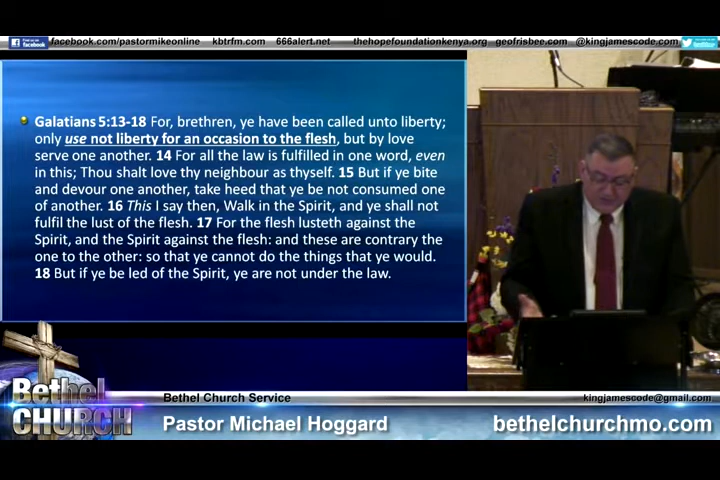 Find us on
facebook
facebook.com/pastormikeonline kbtrfm.com 666alert.net thehopefoundationkenya.org geofrisbee.com @kingjamescode.com
Galatians 5:13-18 For, brethren, ye have been called unto liberty;
only use not liberty for an occasion to the flesh, but by love
serve one another. 14 For all the law is fulfilled in one word, even
in this; Thou shalt love thy neighbour as thyself. 15 But if ye bite
and devour one another, take heed that ye be not consumed one
of another. 16 This I say then, Walk in the Spirit, and ye shall not
fulfil the lust of the flesh. 17 For the flesh lusteth against the
Spirit, and the Spirit against the flesh: and these are contrary the
one to the other: so that ye cannot do the things that ye would.
18 But if ye be led of the Spirit, ye are not under the law.
Bethel
CHURCH
Bethel Church Service kingjamescode@gmail.com
Pastor Michael Hoggard bethelchurchmo.com